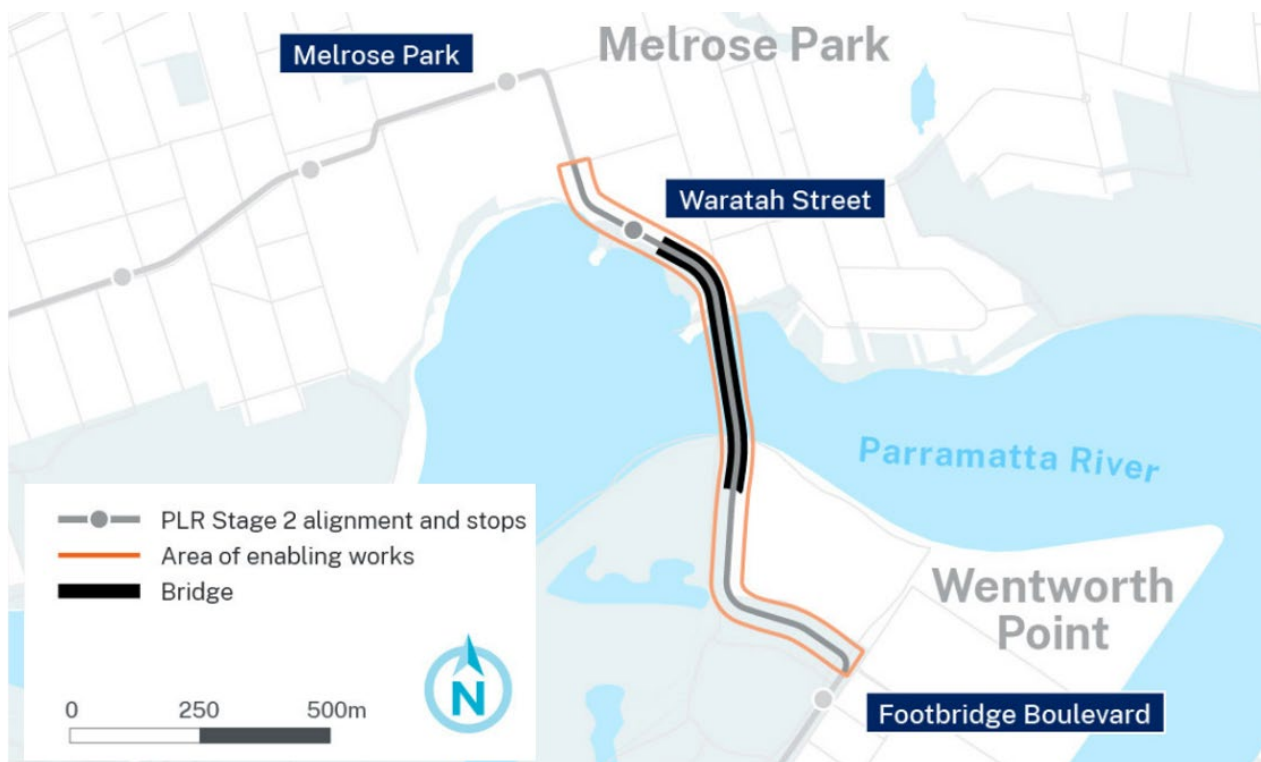 Melrose Park
Melrose Park
Waratah Street
Parramatta River
PLR Stage 2 alignment and stops
Area of enabling works
Bridge
Wentworth
Point
N
0 250 500m
Footbridge Boulevard